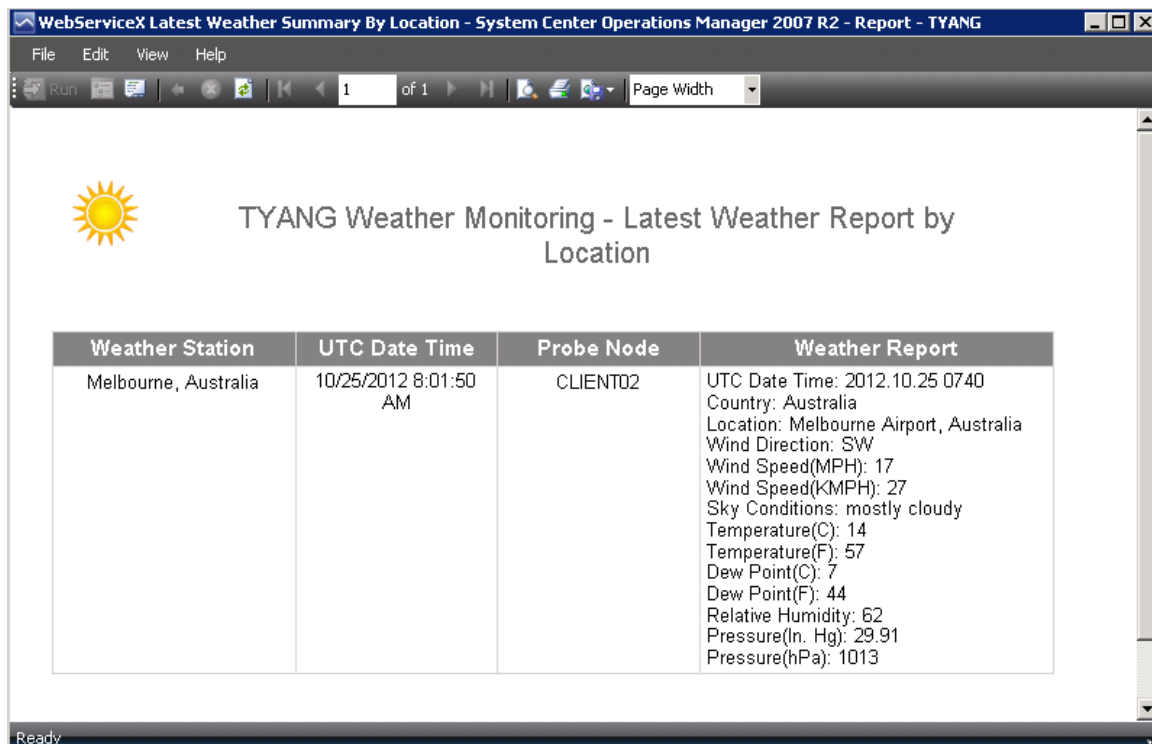 WebServiceX Latest Weather Summary By Location - System Center Operations Manager 2007 R2 - Report - TYANG
File Edit View Help
Run 1 of 1 Page Width
TYANG Weather Monitoring - Latest Weather Report by
Location
Weather Station UTC Date Time Probe Node Weather Report
Melbourne, Australia 10/25/2012 8:01:50 CLIENT02 UTC Date Time: 2012.10.25 0740
AM
Country: Australia
Location: Melbourne Airport, Australia
Wind Direction: SW
Wind Speed(MPH): 17
Wind Speed(KMPH): 27
Sky Conditions: mostly cloudy
Temperature(C): 14
Temperature(F): 57
Dew Point(C): 7
Dew Point(F): 44
Relative Humidity: 62
Pressure(In. Hg): 29.91
Pressure(hPa): 1013
Ready